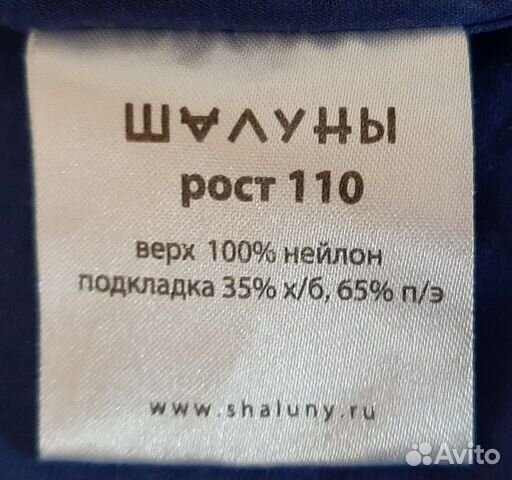 ШАЛУНЫ
рост 110
верх 100% нейлон
подкладка 35% х/б, 65% п/э
www.shaluny.ru
Avito